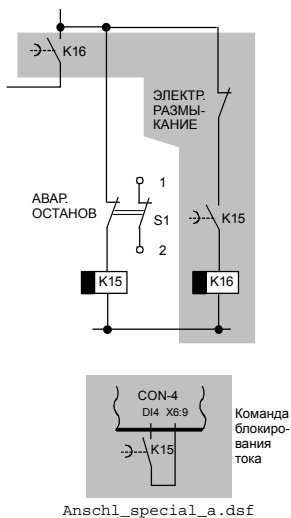 K16
ЭЛЕКТР.
РАЗМЫ-
КАНИЕ
1
АВАР.
ОСТАНОВ
S1
K15
2
K15
K16
CON-4
DI4 X6:9
K15
Команда
блокиро-
вания
тока
Anschl_special_a.dsf